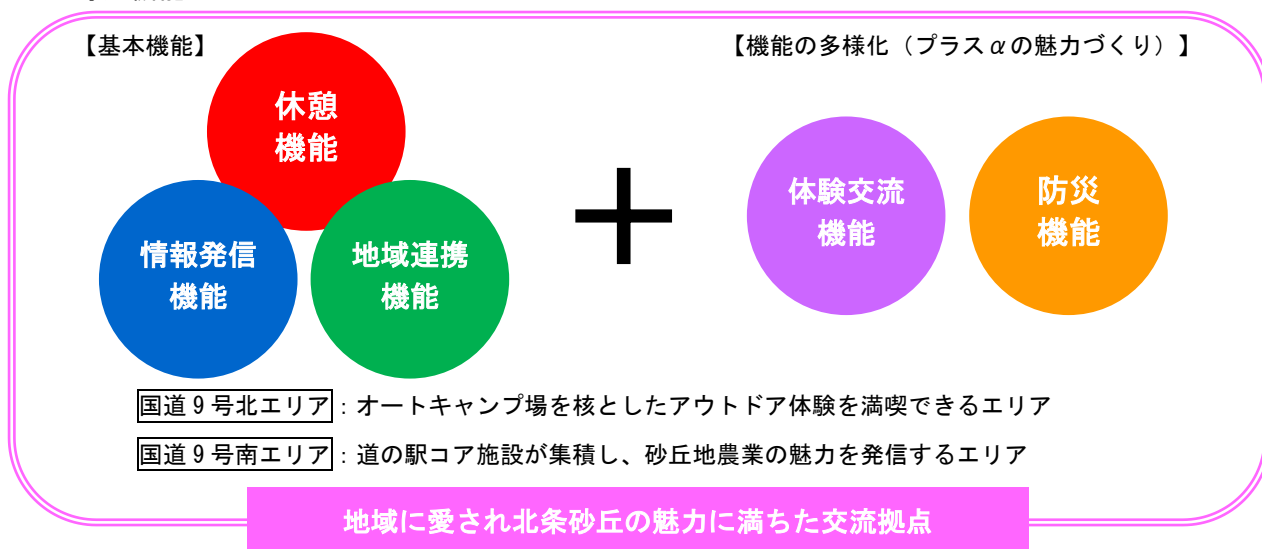 【基本機能】
【機能の多様化（プラスαの魅力づくり）】
休憩
機能
情報発信
機能
地域連携
機能
＋
体験交流
機能
防災
機能
国道９号北エリア：オートキャンプ場を核としたアウトドア体験を満喫できるエリア
国道９号南エリア：道の駅コア施設が集積し、砂丘地農業の魅力を発信するエリア
地域に愛され北条砂丘の魅力に満ちた交流拠点